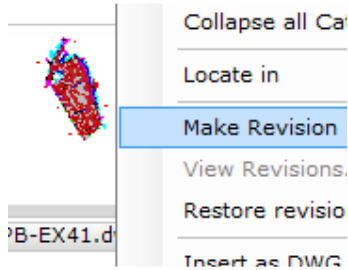 Collapse all Cat
Locate in
Make Revision
View Revisions.
Restore revisio
PB-EX41.d
Insert as DWG